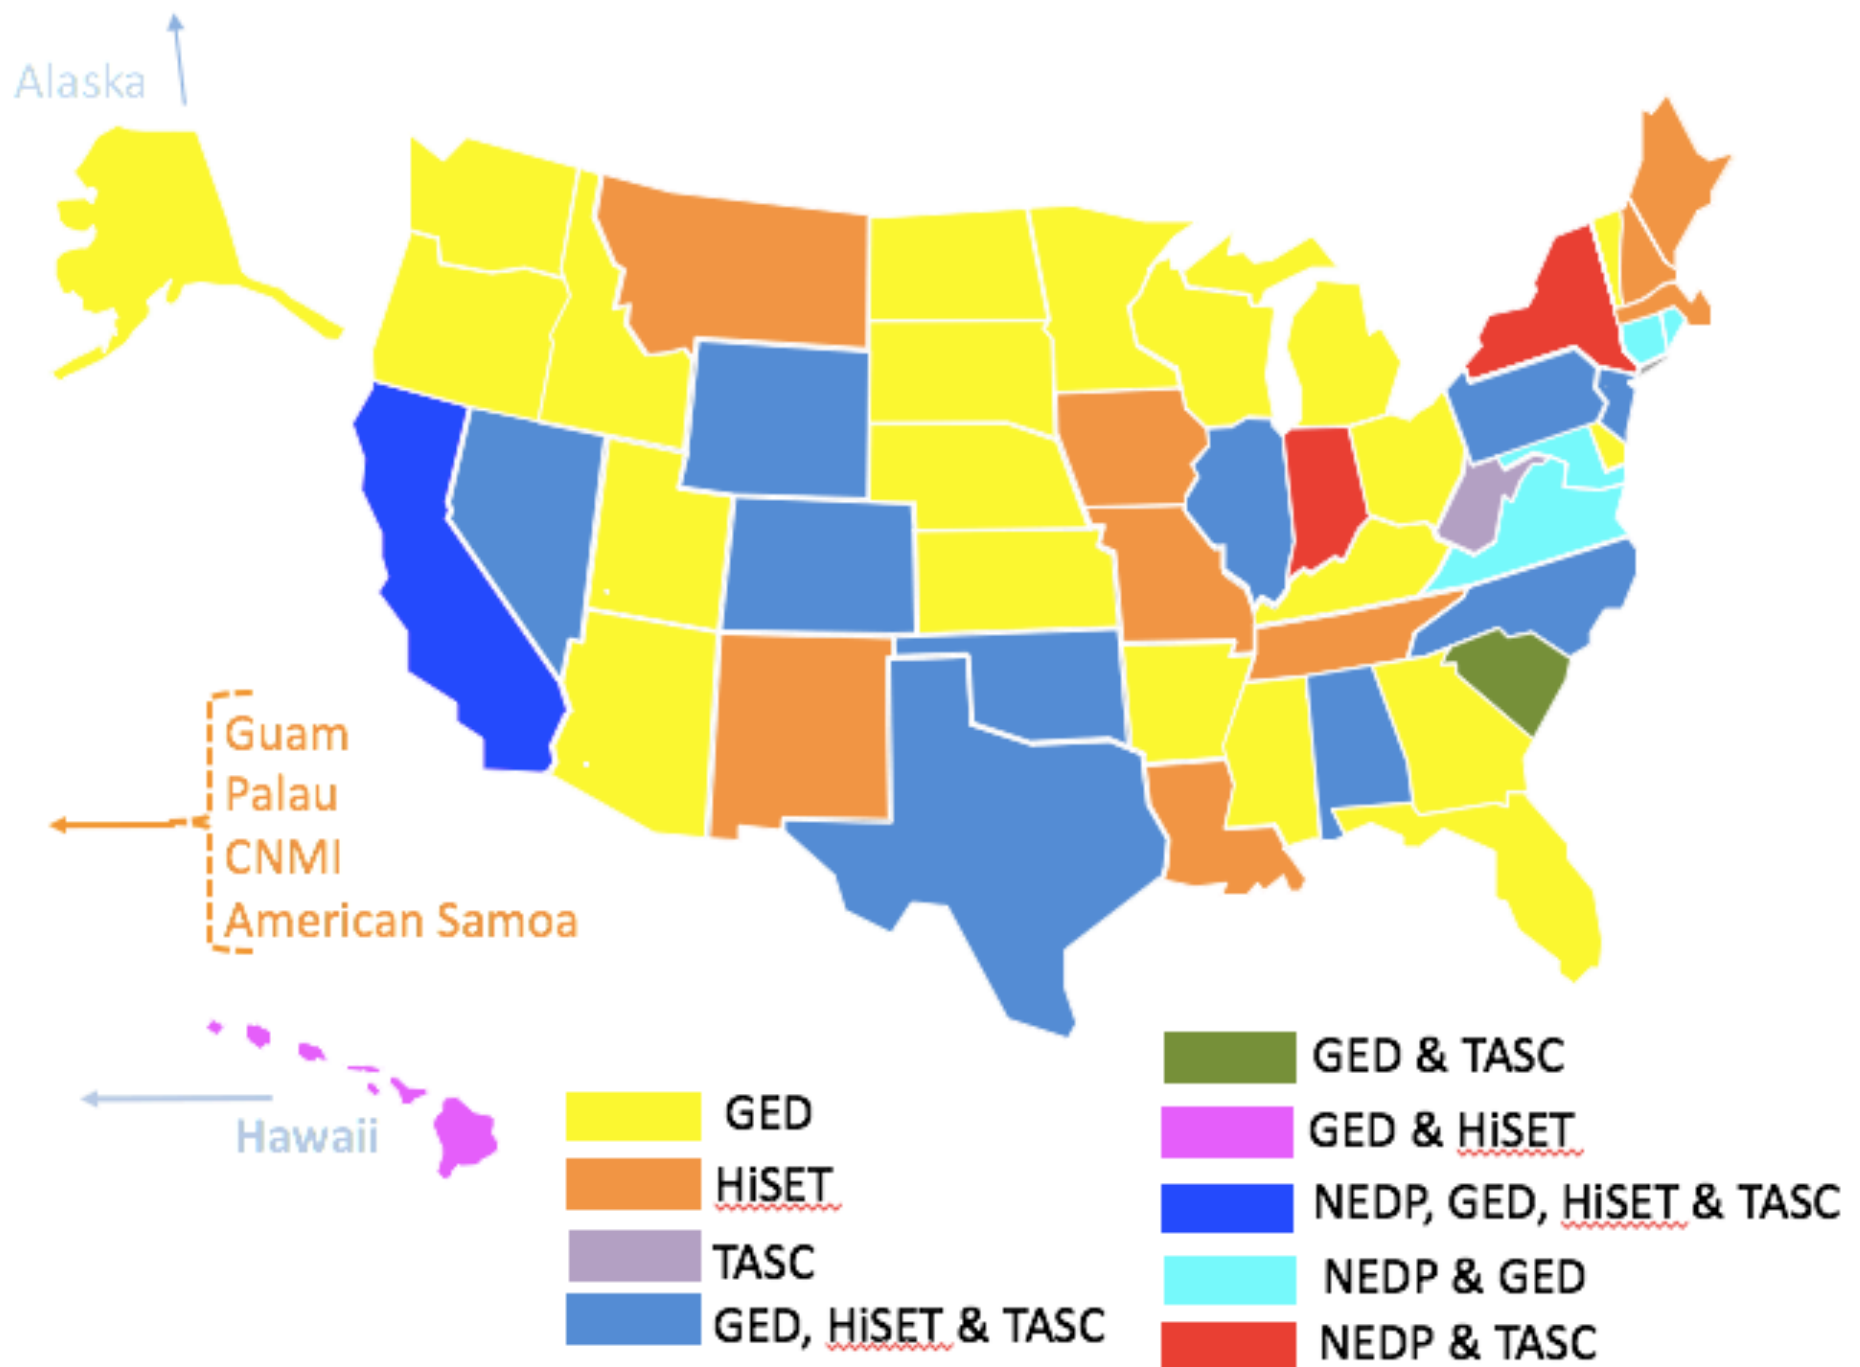 Alaska
Guam
Palau
CNMI
American Samoa
Hawaii
GED
HiSET
TASC
GED, HiSET & TASC
GED & TASC
GED & HiSET
NEDP, GED, HiSET & TASC
NEDP & GED
NEDP & TASC